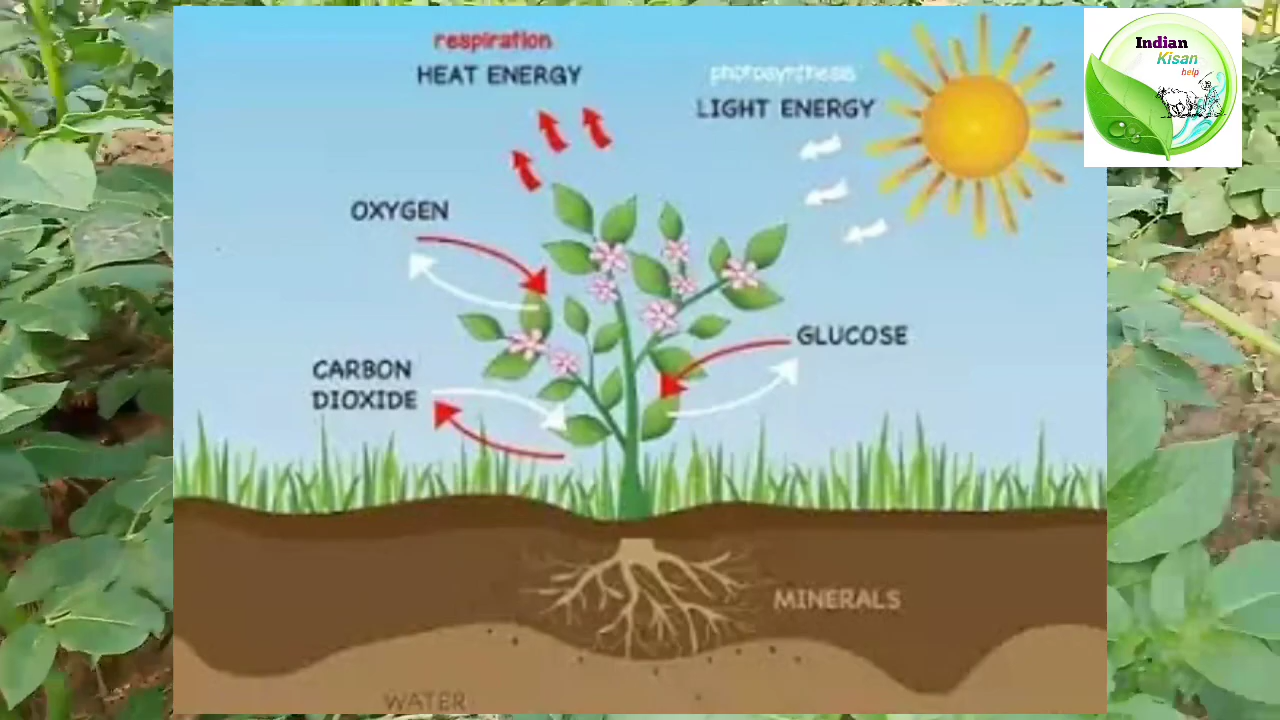 respiration
HEAT ENERGY
photosynthesis
LIGHT ENERGY
Indian
Kisan
help
OXYGEN
GLUCOSE
CARBON
DIOXIDE
MINERALS
WATER